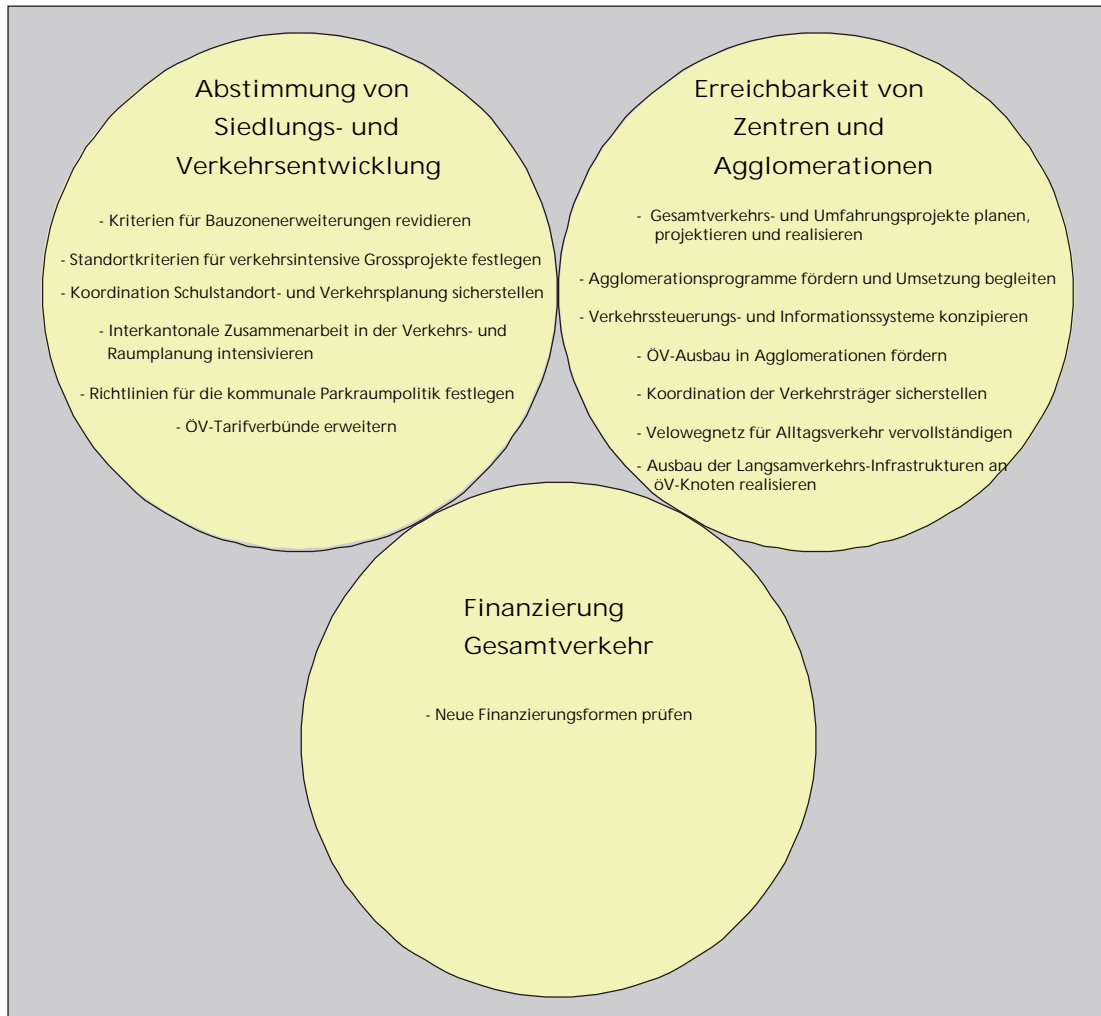 Abstimmung von
Siedlungs- und
Verkehrsentwicklung
- Kriterien für Bauzonenerweiterungen revidieren
- Standortkriterien für verkehrsintensive Grossprojekte festlegen
- Koordination Schulstandort- und Verkehrsplanung sicherstellen
- Interkantonale Zusammenarbeit in der Verkehrs- und
Raumplanung intensivieren
- Richtlinien für die kommunale Parkraumpolitik festlegen
- ÖV-Tarifverbünde erweitern
Erreichbarkeit von
Zentren und
Agglomerationen
- Gesamtverkehrs- und Umfahrungsprojekte planen,
projektieren und realisieren
- Agglomerationsprogramme fördern und Umsetzung begleiten
- Verkehrssteuerungs- und Informationssysteme konzipieren
- ÖV-Ausbau in Agglomerationen fördern
- Koordination der Verkehrsträger sicherstellen
- Velowegnetz für Alltagsverkehr vervollständigen
- Ausbau der Langsamverkehrs-Infrastrukturen an
öV-Knoten realisieren
Finanzierung
Gesamtverkehr
- Neue Finanzierungsformen prüfen